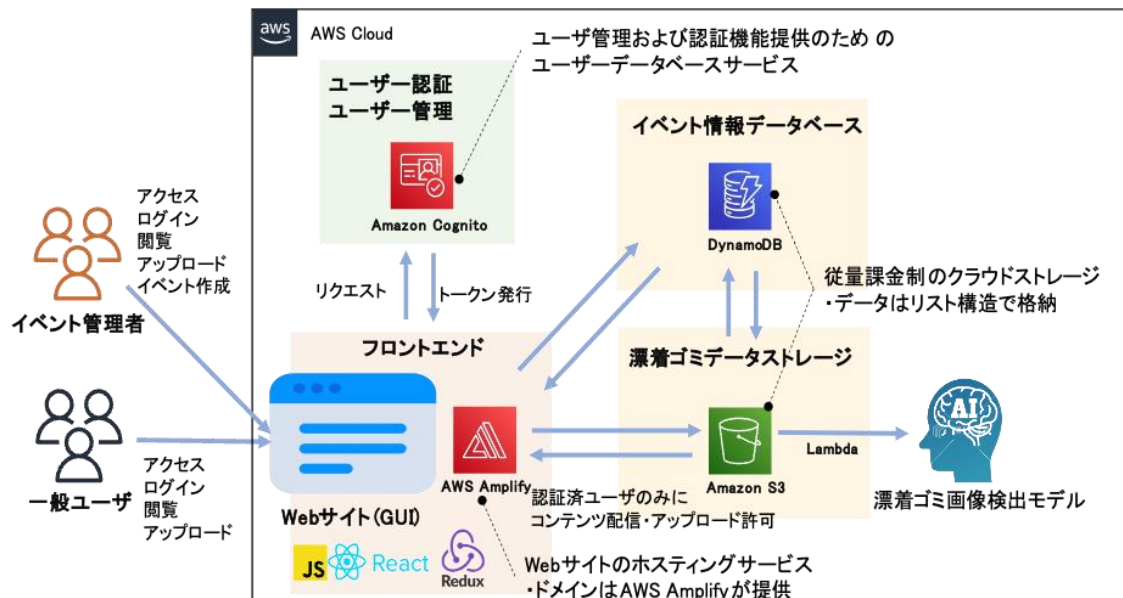 aws
AWS Cloud
ユーザ管理および認証機能提供のため の
ユーザーデータベースサービス
ユーザー認証
ユーザー管理
Amazon Cognito
イベント情報データベース
DynamoDB
アクセス
ログイン
閲覧
アップロード
イベント作成
イベント管理者
リクエスト
トークン発行
従量課金制のクラウドストレージ
・データはリスト構造で格納
フロントエンド
漂着ゴミデータストレージ
AI
Lambda
一般ユーザ
アクセス
ログイン
閲覧
アップロード
AWS Amplify
Amazon S3
漂着ゴミ画像検出モデル
認証済ユーザのみに
コンテンツ配信・アップロード許可
Webサイト(GUI)
JS
React
Redux
Webサイトのホスティングサービス
・ドメインはAWS Amplifyが提供